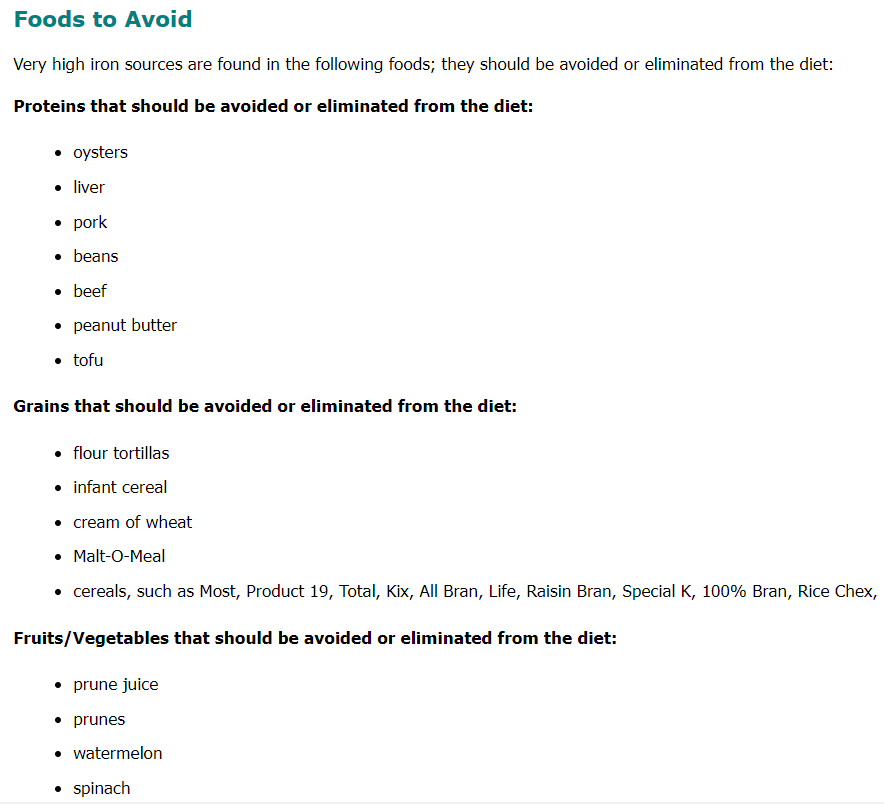 Foods to Avoid
Very high iron sources are found in the following foods; they should be avoided or eliminated from the diet:
Proteins that should be avoided or eliminated from the diet:
• oysters
• liver
• pork
• beans
• beef
• peanut butter
• tofu
Grains that should be avoided or eliminated from the diet:
• flour tortillas
• infant cereal
• cream of wheat
• Malt-O-Meal
• cereals, such as Most, Product 19, Total, Kix, All Bran, Life, Raisin Bran, Special K, 100% Bran, Rice Chex,
Fruits/Vegetables that should be avoided or eliminated from the diet:
• prune juice
• prunes
• watermelon
• spinach